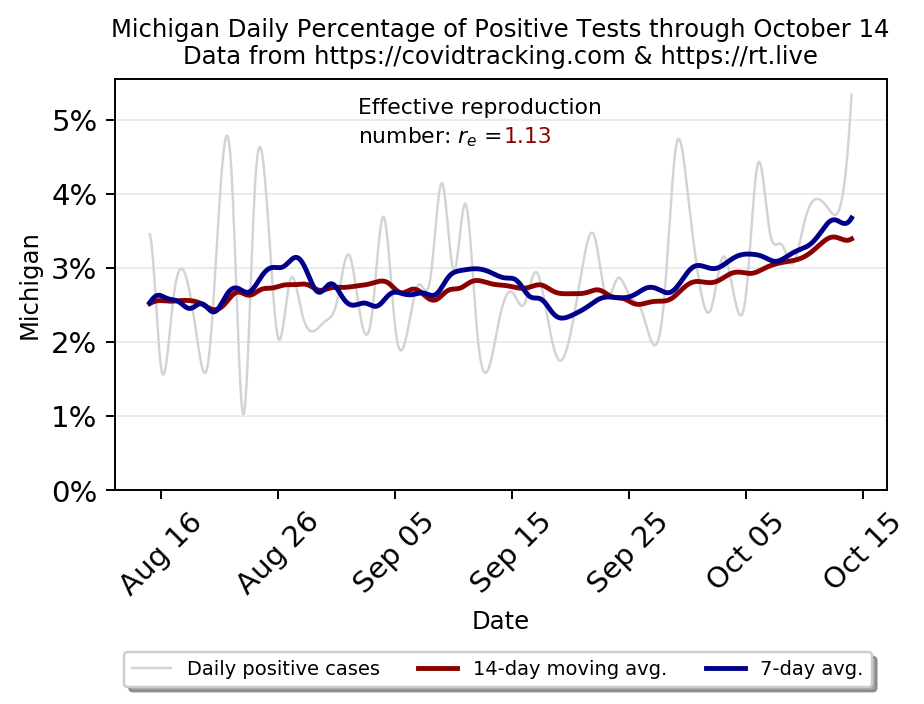 Michigan Daily Percentage of Positive Tests through October 14
Data from https://covidtracking.com & https://rt.live
Effective reproduction
number: rₑ =1.13
5%
4%
3%
2%
1%
0%
Michigan
Aug 16
Aug 26
Sep 05
Sep 15
Sep 25
Oct 05
Oct 15
Date
Daily positive cases
14-day moving avg.
7-day avg.